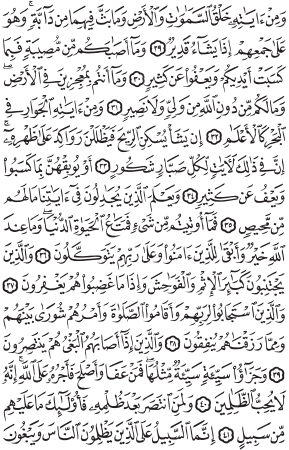 وَمِنْ ءَايَٰتِهِۦ خَلْقُ ٱلسَّمَٰوَٰتِ وَٱلْأَرْضِ وَمَا بَثَّ فِيهِمَا مِن دَآبَّةٍ ۚ وَهُوَ
عَلَىٰ جَمْعِهِمْ إِذَا يَشَآءُ قَدِيرٌ ٢٩ وَمَآ أَصَٰبَكُم مِّن مُّصِيبَةٍ فَبِمَا
كَسَبَتْ أَيْدِيكُمْ وَيَعْفُوا۟ عَن كَثِيرٍ ٣٠ وَمَآ أَنتُم بِمُعْجِزِينَ فِى ٱلْأَرْضِ ۖ
وَمَا لَكُم مِّن دُونِ ٱللَّهِ مِن وَلِىٍّ وَلَا نَصِيرٍ ٣١ وَمِنْ ءَايَٰتِهِ ٱلْجَوَارِ فِى
ٱلْبَحْرِ كَٱلْأَعْلَٰمِ ٣٢ إِن يَشَأْ يُسْكِنِ ٱلرِّيحَ فَيَظْلَلْنَ رَوَاكِدَ عَلَىٰ ظَهْرِهِۦٓ ۚ
إِنَّ فِى ذَٰلِكَ لَءَايَٰتٍ لِّكُلِّ صَبَّارٍ شَكُورٍ ٣٣ أَوْ يُوبِقْهُنَّ بِمَا كَسَبُوا۟
وَيَعْفُ عَن كَثِيرٍ ٣٤ وَيَعْلَمَ ٱلَّذِينَ يُجَٰدِلُونَ فِىٓ ءَايَٰتِنَا مَا لَهُم
مِّن مَّحِيصٍ ٣٥ فَمَآ أُوتِيتُم مِّن شَىْءٍ فَمَتَٰعُ ٱلْحَيَوٰةِ ٱلدُّنْيَا ۖ وَمَا عِندَ
ٱللَّهِ خَيْرٌ وَأَبْقَىٰ لِلَّذِينَ ءَامَنُوا۟ وَعَلَىٰ رَبِّهِمْ يَتَوَكَّلُونَ ٣٦ وَٱلَّذِينَ
يَجْتَنِبُونَ كَبَٰٓئِرَ ٱلْإِثْمِ وَٱلْفَوَٰحِشَ وَإِذَا مَا غَضِبُوا۟ هُمْ يَغْفِرُونَ ٣٧
وَٱلَّذِينَ ٱسْتَجَابُوا۟ لِرَبِّهِمْ وَأَقَامُوا۟ ٱلصَّلَوٰةَ وَأَمْرُهُمْ شُورَىٰ بَيْنَهُمْ
وَمِمَّا رَزَقْنَٰهُمْ يُنفِقُونَ ٣٨ وَٱلَّذِينَ إِذَآ أَصَابَهُمُ ٱلْبَغْىُ هُمْ يَنتَصِرُونَ
٣٩ وَجَزَٰٓؤُا۟ سَيِّئَةٍ سَيِّئَةٌ مِّثْلُهَا ۖ فَمَنْ عَفَا وَأَصْلَحَ فَأَجْرُهُۥ عَلَى ٱللَّهِ ۚ إِنَّهُۥ
لَا يُحِبُّ ٱلظَّٰلِمِينَ ٤٠ وَلَمَنِ ٱنتَصَرَ بَعْدَ ظُلْمِهِۦ فَأُو۟لَٰٓئِكَ مَا عَلَيْهِم
مِّن سَبِيلٍ ٤١ إِنَّمَا ٱلسَّبِيلُ عَلَى ٱلَّذِينَ يَظْلِمُونَ ٱلنَّاسَ وَيَبْغُونَ